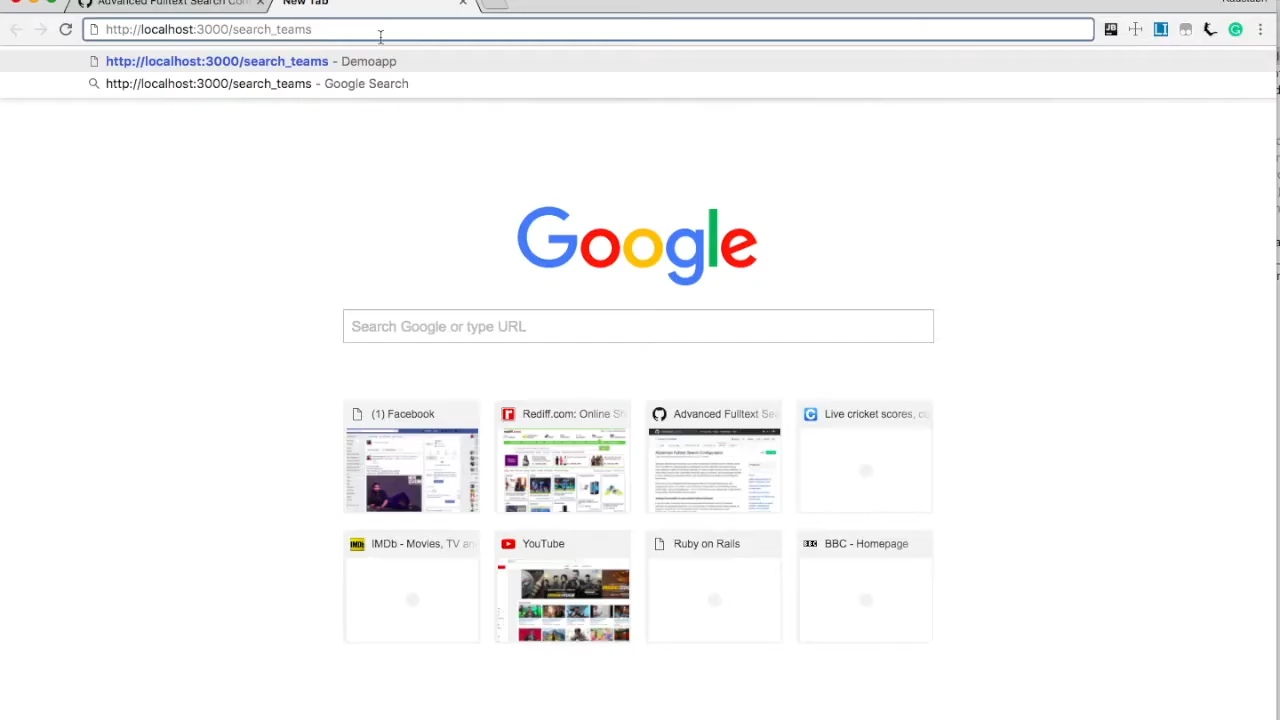 Advanced Fulltext Search Con
New Tab
http://localhost:3000/search_teams
http://localhost:3000/search_teams - Demoapp
http://localhost:3000/search_teams - Google Search
Google
Search Google or type URL
(1) Facebook
Rediff.com: Online Sh
Advanced Fulltext Sea
Live cricket scores, co
IMDb - Movies, TV an
YouTube
Ruby on Rails
BBC - Homepage